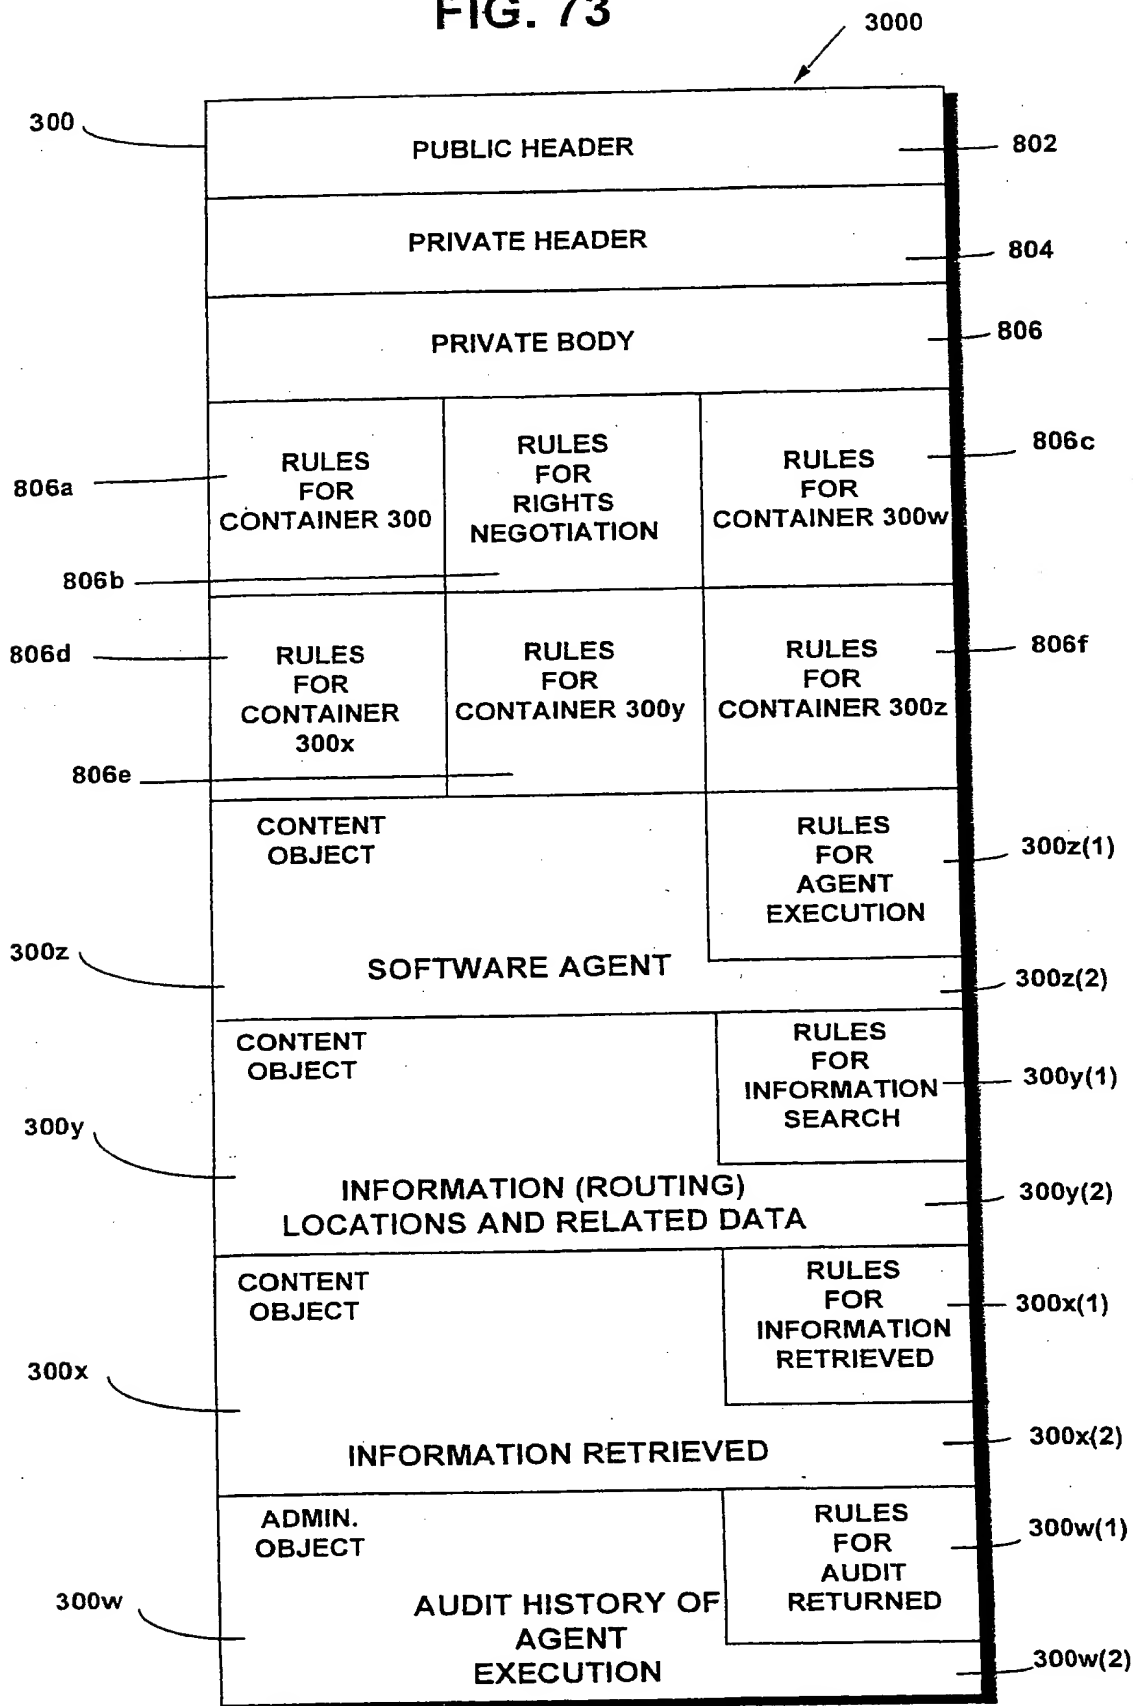 FIG. 73
3000
300
PUBLIC HEADER
802
PRIVATE HEADER
804
PRIVATE BODY
806
806a
RULES
FOR
CONTAINER 300
RULES
FOR
RIGHTS
NEGOTIATION
RULES
FOR
CONTAINER 300w
806c
806b
806d
RULES
FOR
CONTAINER
300x
RULES
FOR
CONTAINER 300y
RULES
FOR
CONTAINER 300z
806f
806e
CONTENT
OBJECT
RULES
FOR
AGENT
EXECUTION
300z(1)
300z
SOFTWARE AGENT
300z(2)
CONTENT
OBJECT
RULES
FOR
INFORMATION
SEARCH
300y(1)
300y
INFORMATION (ROUTING)
LOCATIONS AND RELATED DATA
300y(2)
CONTENT
OBJECT
RULES
FOR
INFORMATION
RETRIEVED
300x(1)
300x
INFORMATION RETRIEVED
300x(2)
ADMIN.
OBJECT
RULES
FOR
AUDIT
RETURNED
300w(1)
300w
AUDIT HISTORY OF
AGENT
EXECUTION
300w(2)